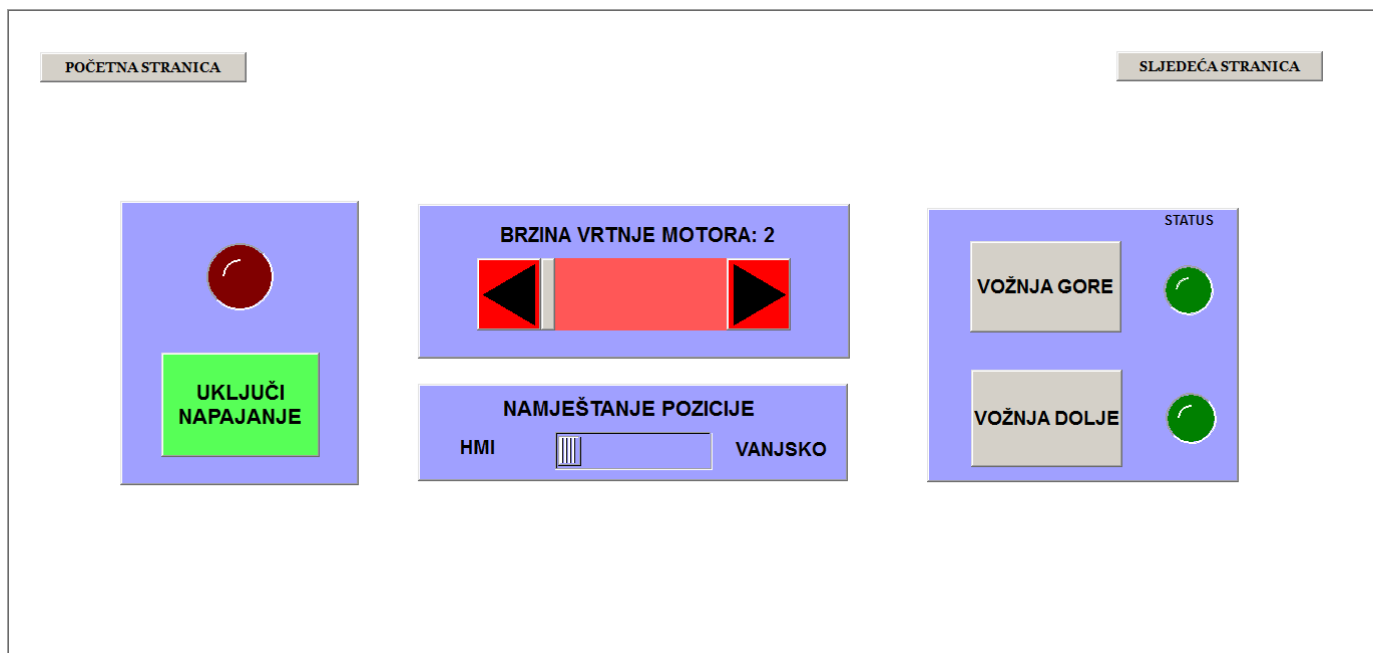 POČETNA STRANICA
SLJEDEĆA STRANICA
UKLJUČI
NAPAJANJE
BRZINA VRTNJE MOTORA: 2
NAMJEŠTANJE POZICIJE
HMI
VANJSKO
STATUS
VOŽNJA GORE
VOŽNJA DOLJE